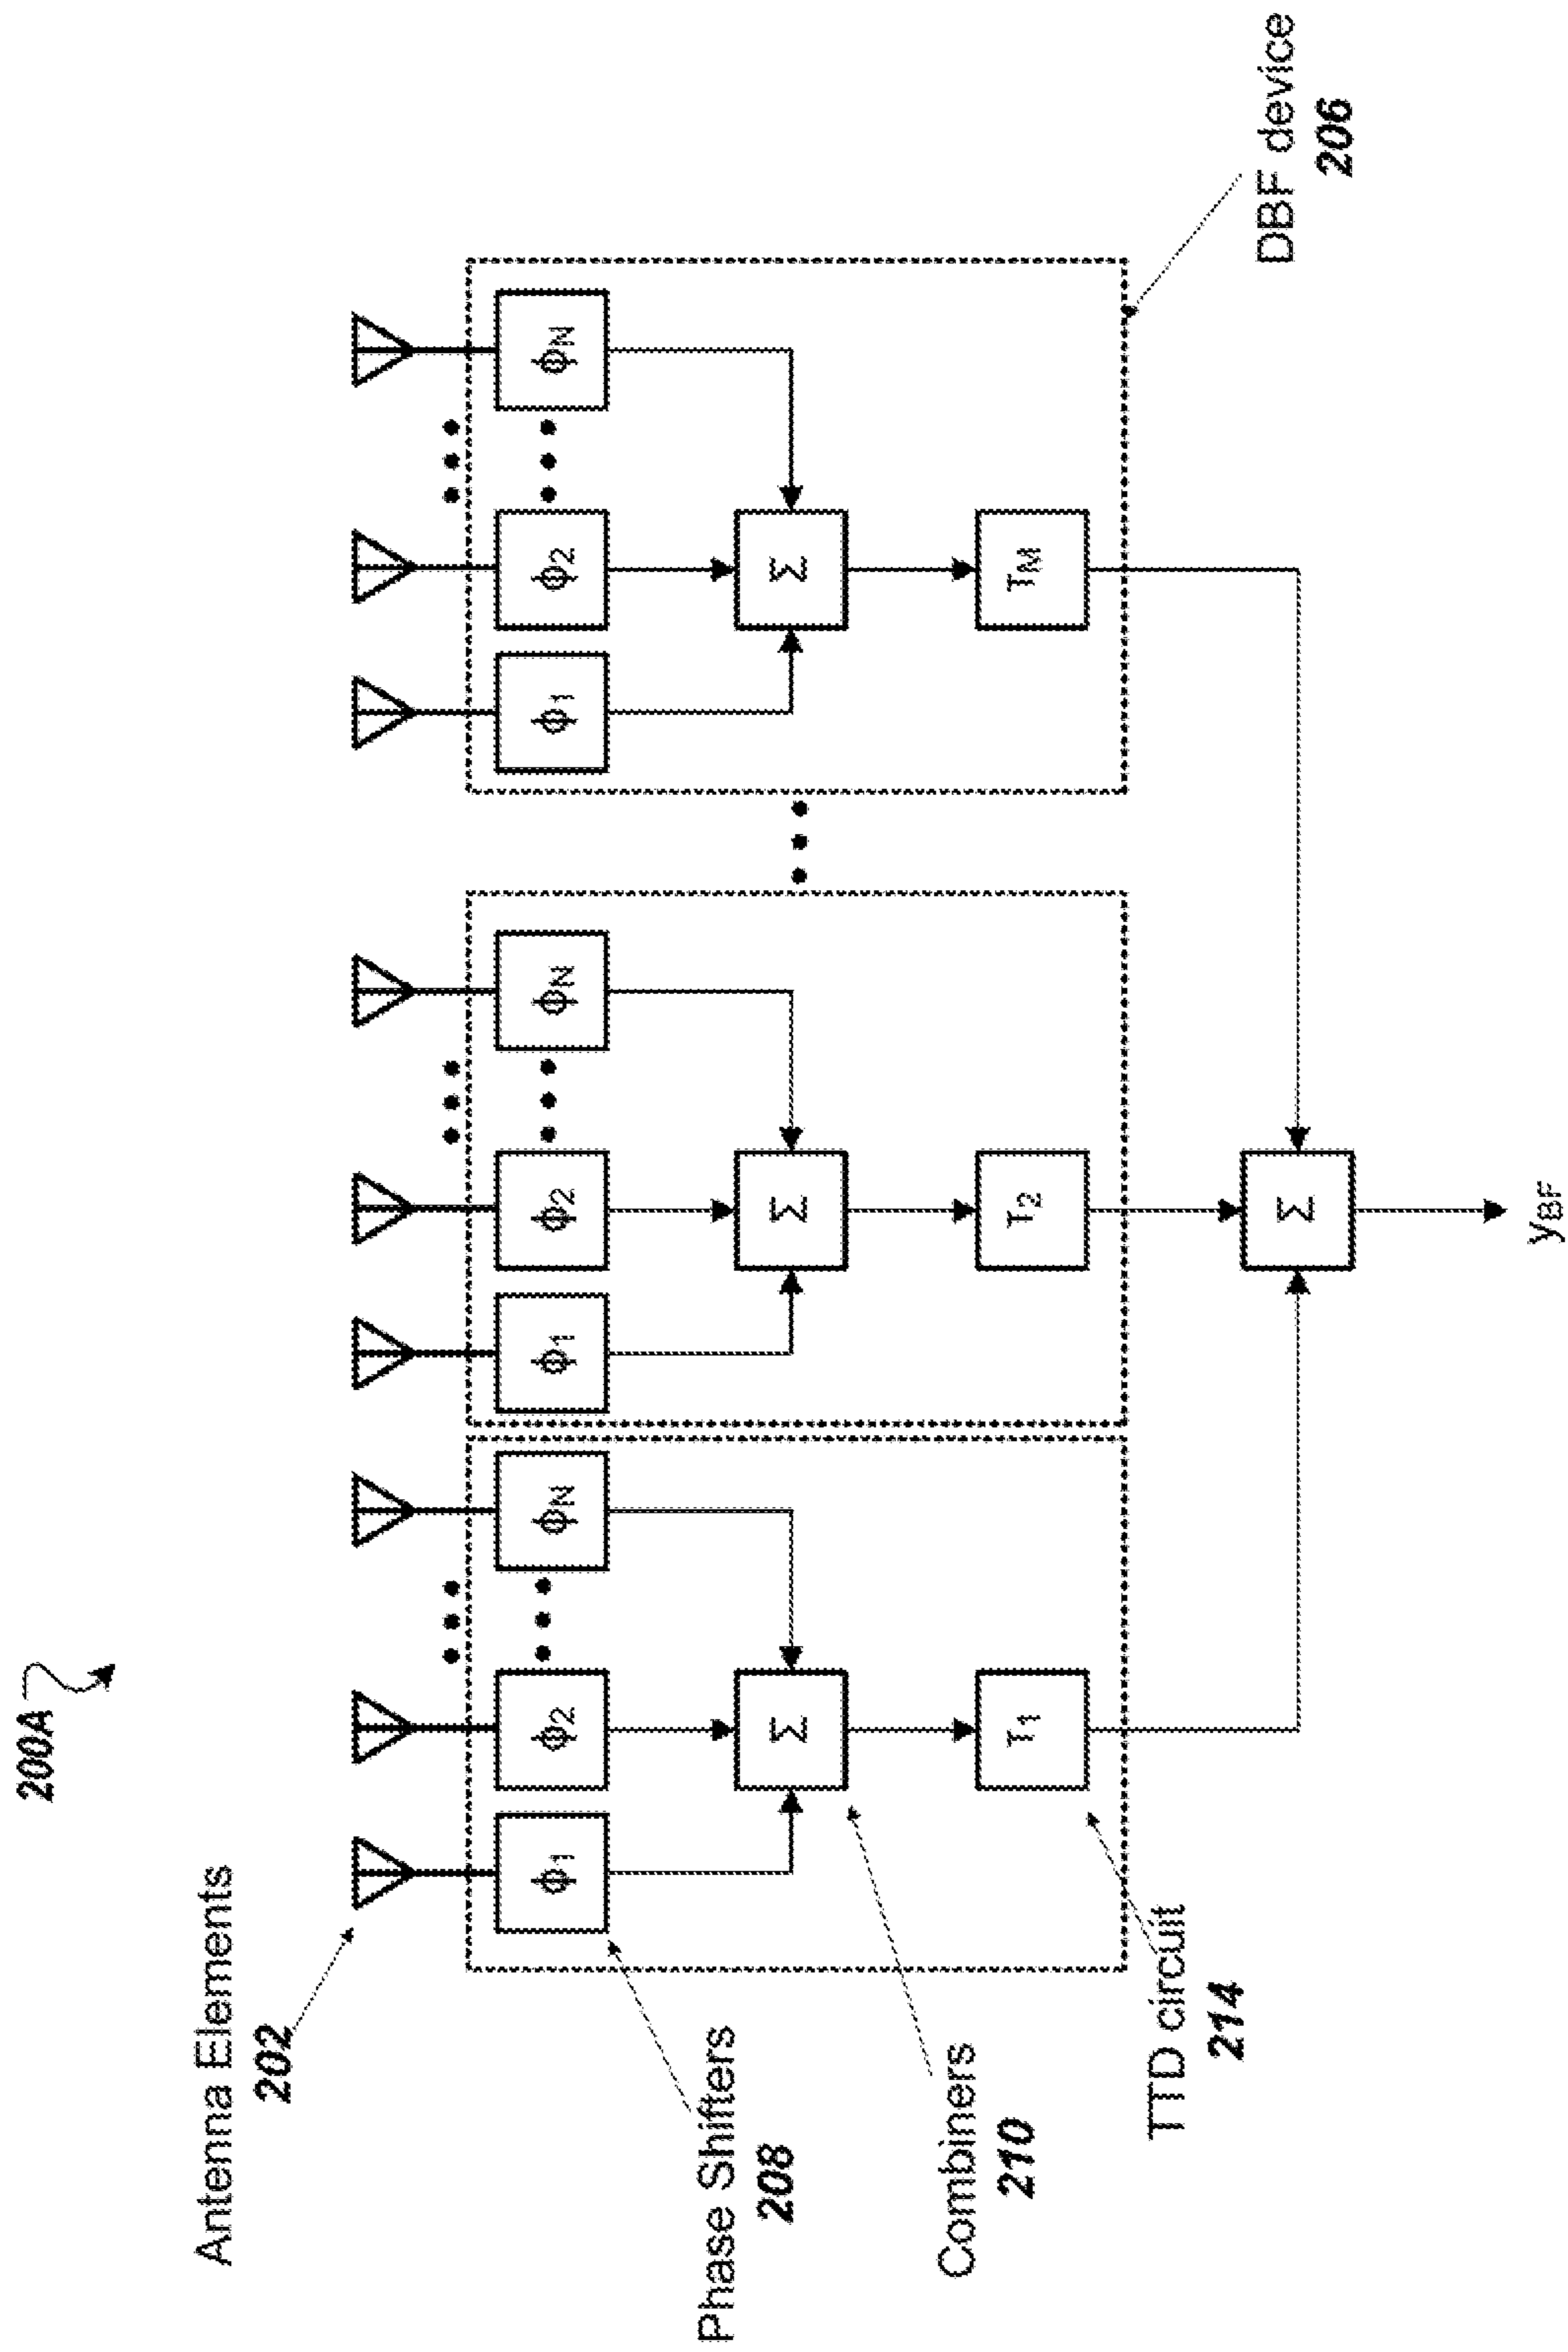 200A
Antenna Elements
202
Phase Shifters
208
ϕ1 ϕ2 ϕN ϕ1 ϕ2 ϕN ϕ1 ϕ2 ϕN
Combiners
210
Σ Σ Σ
TTD circuit
214
T1 T2 TM
DBF device
206
Σ
yBF